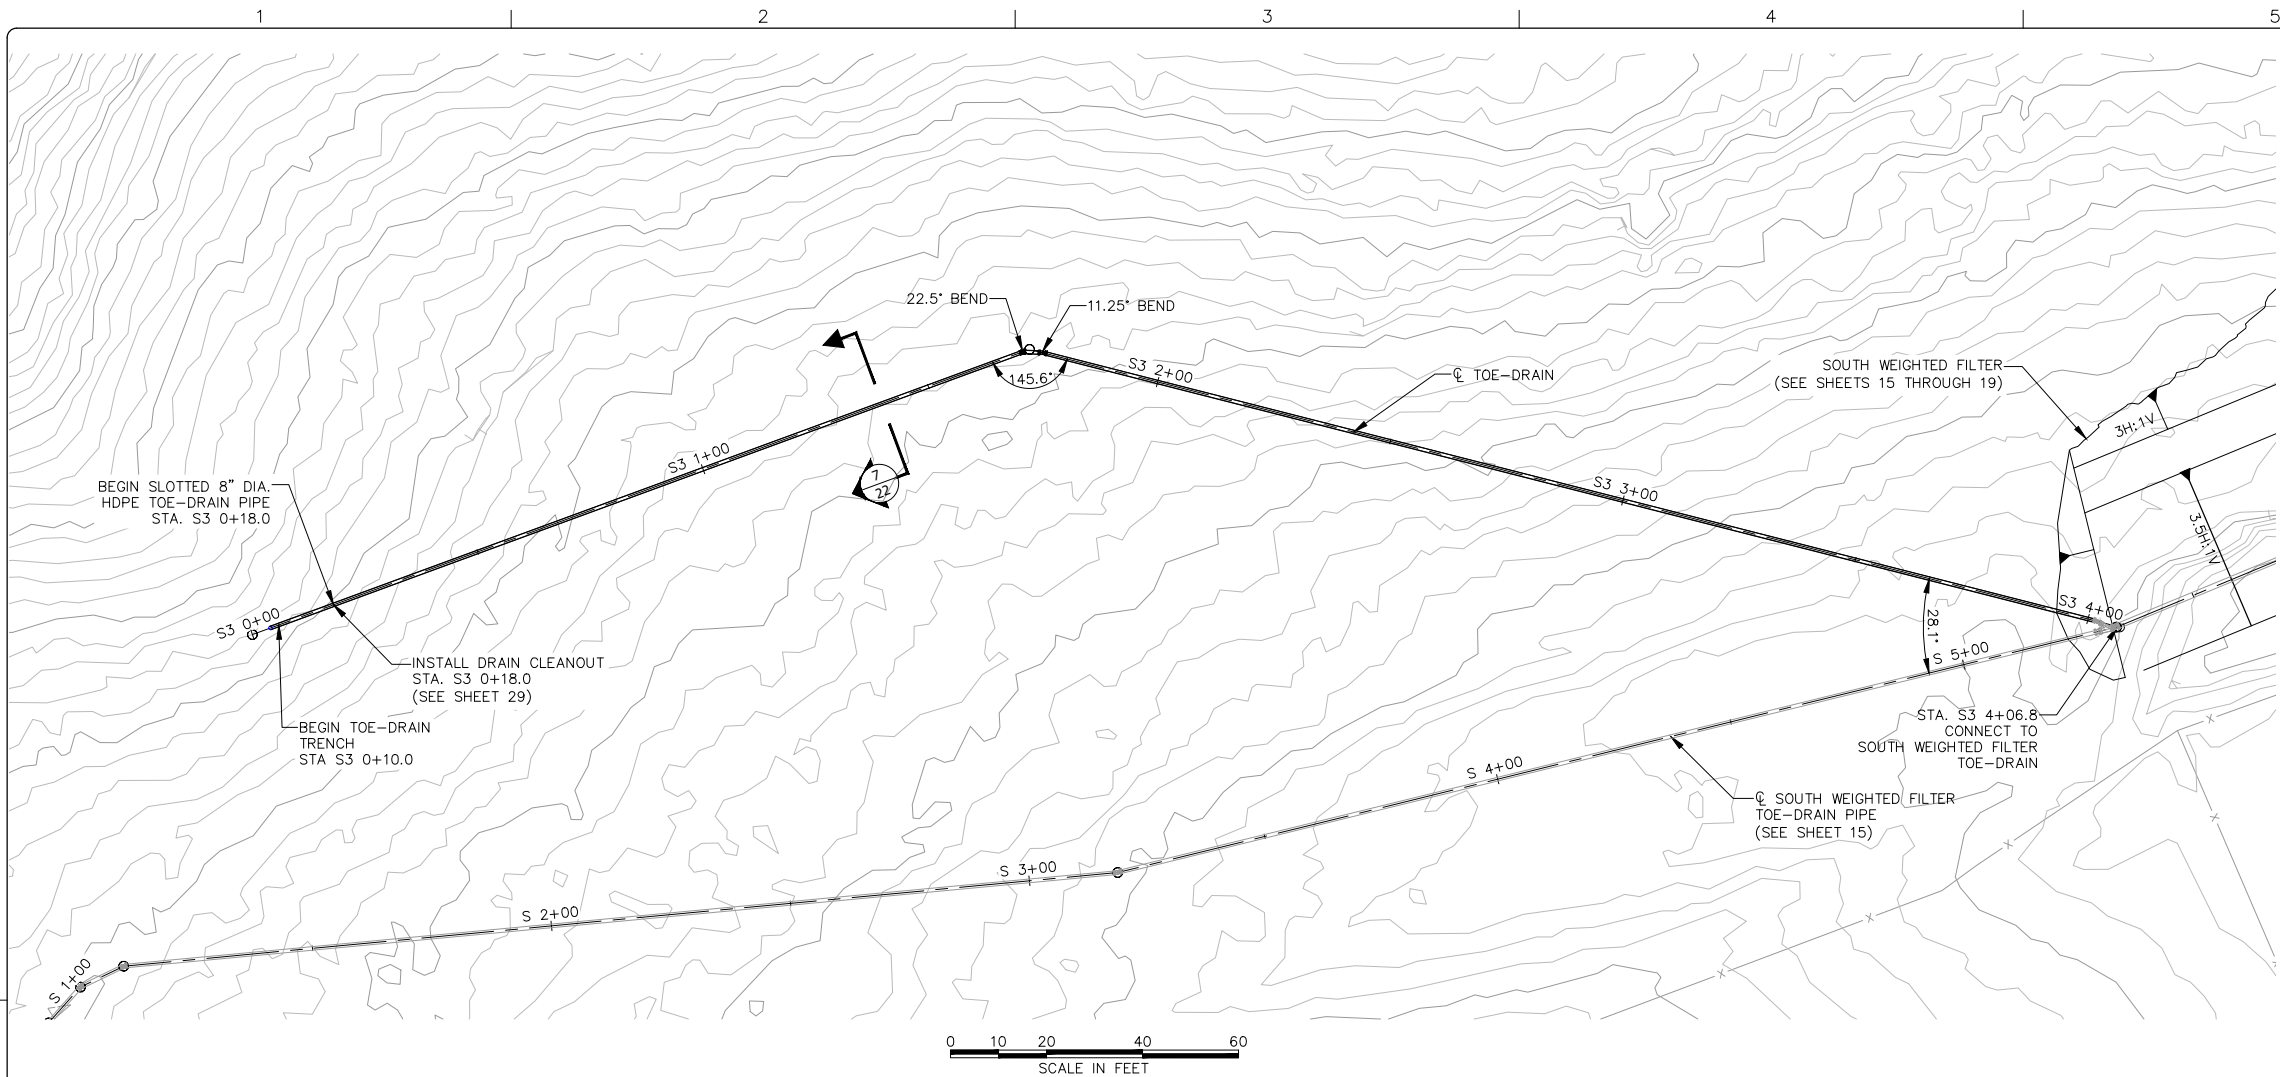 1
2
3
4
5
22.5° BEND
11.25° BEND
145.6°
S3 2+00
℄ TOE-DRAIN
SOUTH WEIGHTED FILTER
(SEE SHEETS 15 THROUGH 19)
3H:1V
3.5H:1V
S3 1+00
7
22
S3 3+00
BEGIN SLOTTED 8" DIA.
HDPE TOE-DRAIN PIPE
STA. S3 0+18.0
S3 0+00
S3 4+00
28.1°
S 5+00
INSTALL DRAIN CLEANOUT
STA. S3 0+18.0
(SEE SHEET 29)
BEGIN TOE-DRAIN
TRENCH
STA S3 0+10.0
STA. S3 4+06.8
CONNECT TO
SOUTH WEIGHTED FILTER
TOE-DRAIN
S 4+00
℄ SOUTH WEIGHTED FILTER
TOE-DRAIN PIPE
(SEE SHEET 15)
S 3+00
S 2+00
S 1+00
X
X
X
X
X
0 10 20 40 60
SCALE IN FEET